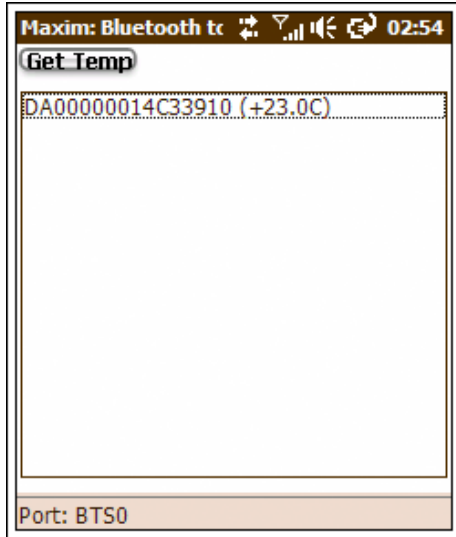 Maxim: Bluetooth tc 02:54
Get Temp
DA00000014C33910 (+23.0C)
Port: BTS0